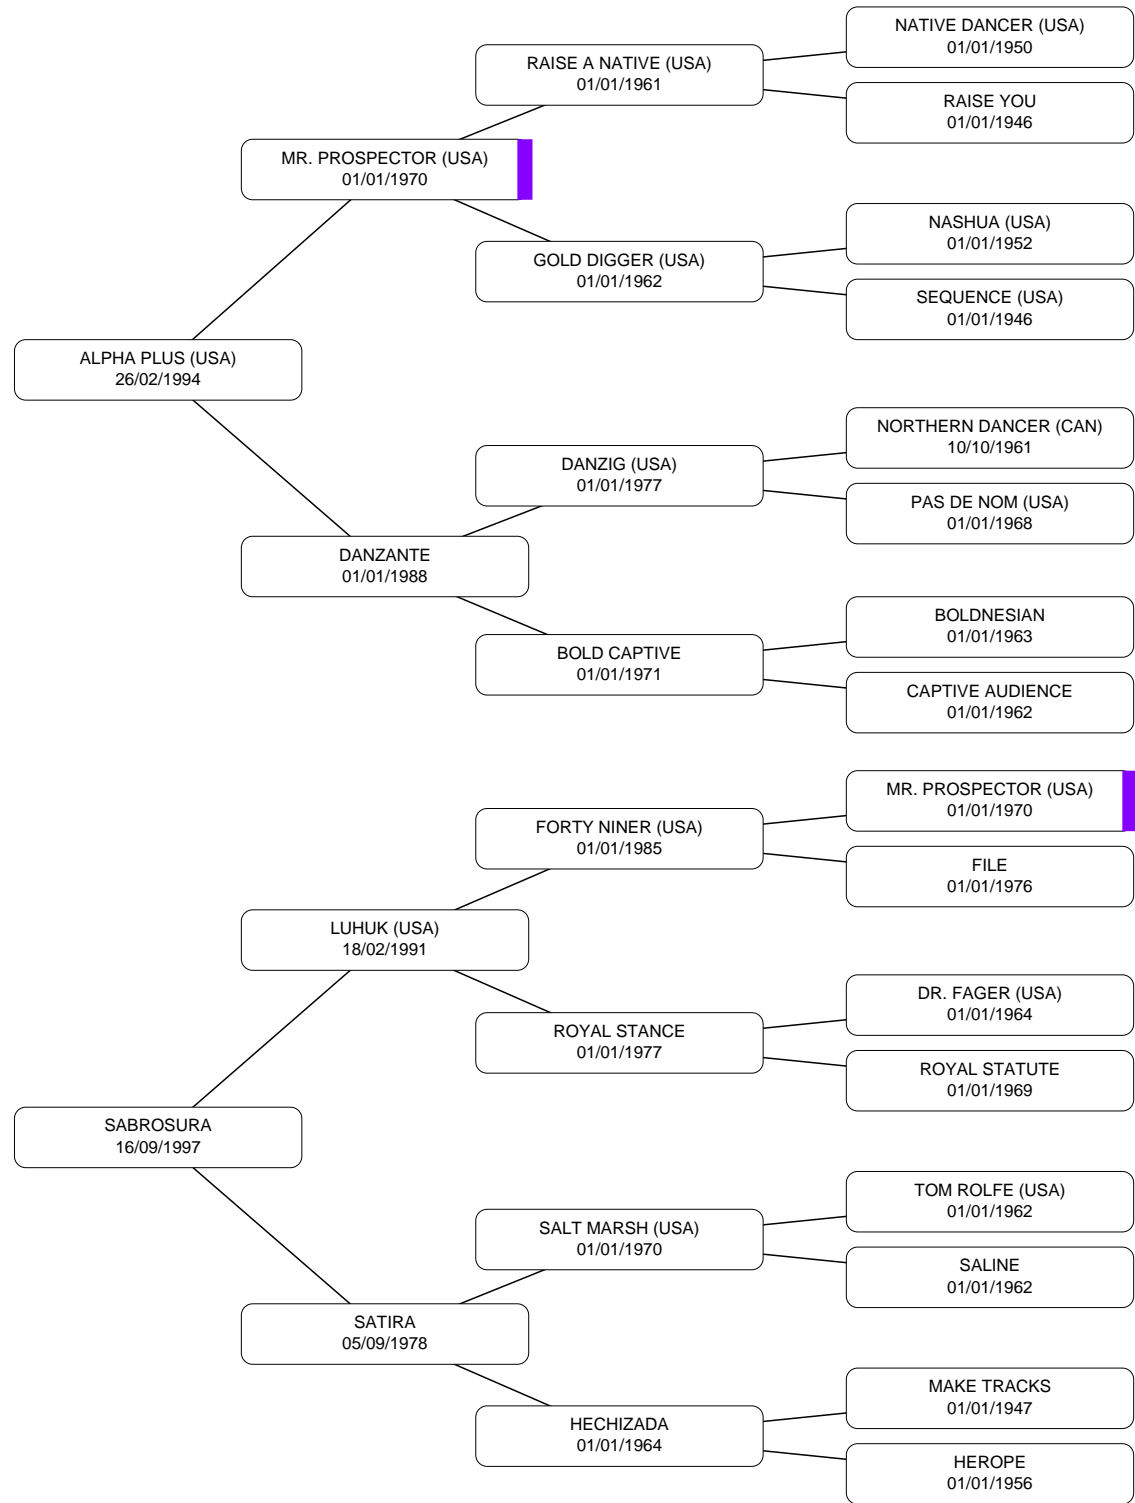 NATIVE DANCER (USA)
01/01/1950
RAISE A NATIVE (USA)
01/01/1961
RAISE YOU
01/01/1946
MR. PROSPECTOR (USA)
01/01/1970
NASHUA (USA)
01/01/1952
GOLD DIGGER (USA)
01/01/1962
SEQUENCE (USA)
01/01/1946
ALPHA PLUS (USA)
26/02/1994
NORTHERN DANCER (CAN)
10/10/1961
DANZIG (USA)
01/01/1977
PAS DE NOM (USA)
01/01/1968
DANZANTE
01/01/1988
BOLDNESIAN
01/01/1963
BOLD CAPTIVE
01/01/1971
CAPTIVE AUDIENCE
01/01/1962
MR. PROSPECTOR (USA)
01/01/1970
FORTY NINER (USA)
01/01/1985
FILE
01/01/1976
LUHUK (USA)
18/02/1991
DR. FAGER (USA)
01/01/1964
ROYAL STANCE
01/01/1977
ROYAL STATUTE
01/01/1969
SABROSURA
16/09/1997
TOM ROLFE (USA)
01/01/1962
SALT MARSH (USA)
01/01/1970
SALINE
01/01/1962
SATIRA
05/09/1978
MAKE TRACKS
01/01/1947
HECHIZADA
01/01/1964
HEROPE
01/01/1956